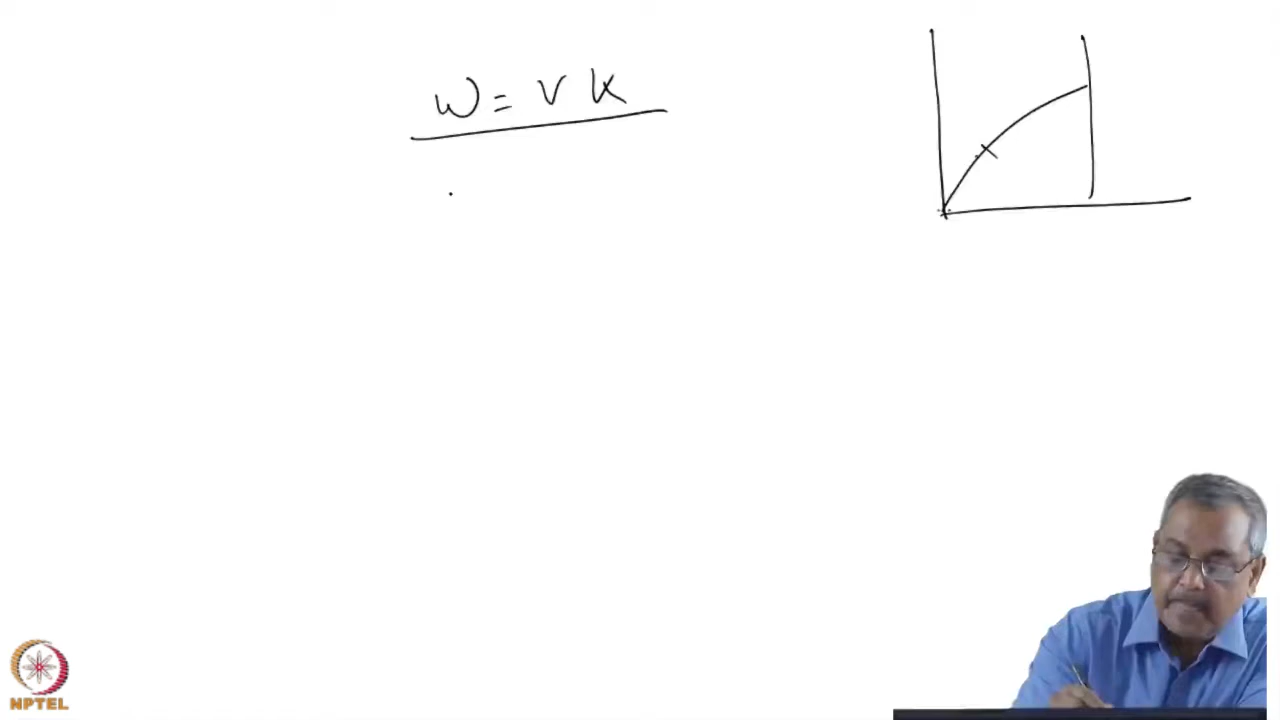 ω = v k
NPTEL